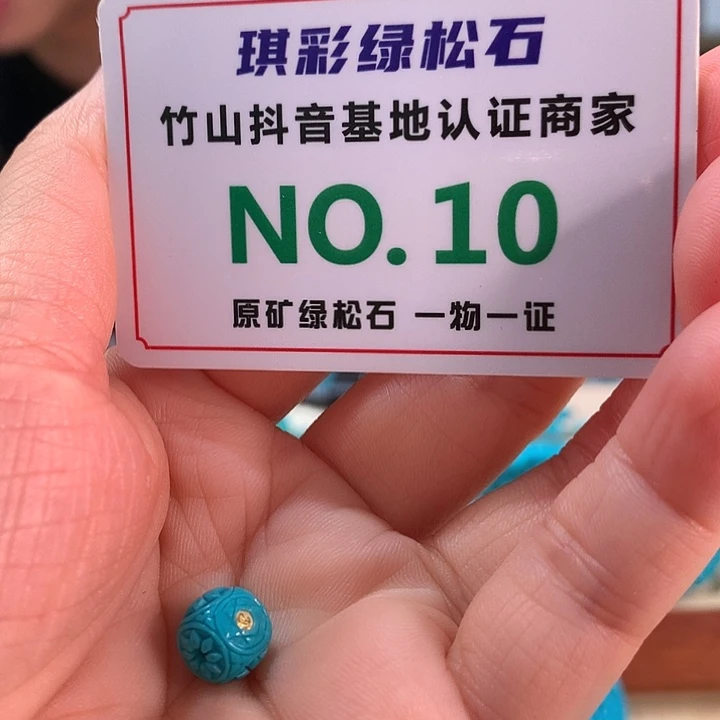 琪彩绿松石
竹山抖音基地认证商家
NO.10
原矿绿松石 一物一证